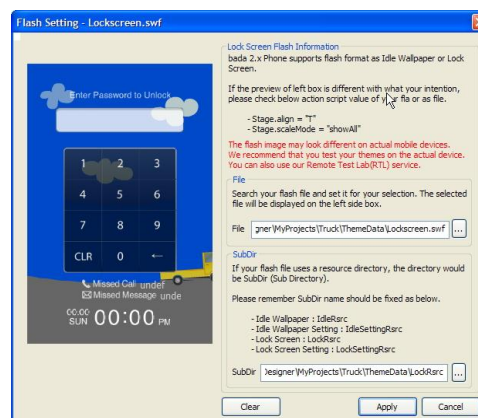 Flash Setting - Lockscreen.swf
Enter Password to Unlock
1 2 3
4 5 6
7 8 9
CLR 0 ←
Missed Call undef
Missed Message unde
00.00
SUN 00:00 PM
Lock Screen Flash Information
bada 2.x Phone supports flash format as Idle Wallpaper or Lock
Screen.
If the preview of left box is different with what your intention,
please check below action script value of your fla or as file.
- Stage.align = "T"
- Stage.scaleMode = "showAll"
The flash image may look different on actual mobile devices.
We recommend that you test your themes on the actual device.
You can also use our Remote Test Lab(RTL) service.
File
Search your flash file and set it for your selection. The selected
file will be displayed on the left side box.
File gner\MyProjects\Truck\ThemeData\Lockscreen.swf ...
SubDir
If your flash file uses a resource directory, the directory would
be SubDir (Sub Directory).
Please remember SubDir name should be fixed as below.
- Idle Wallpaper : IdleRsrc
- Idle Wallpaper Setting : IdleSettingRsrc
- Lock Screen : LockRsrc
- Lock Screen Setting : LockSettingRsrc
SubDir Designer\MyProjects\Truck\ThemeData\LockRsrc ...
Clear Apply Cancel